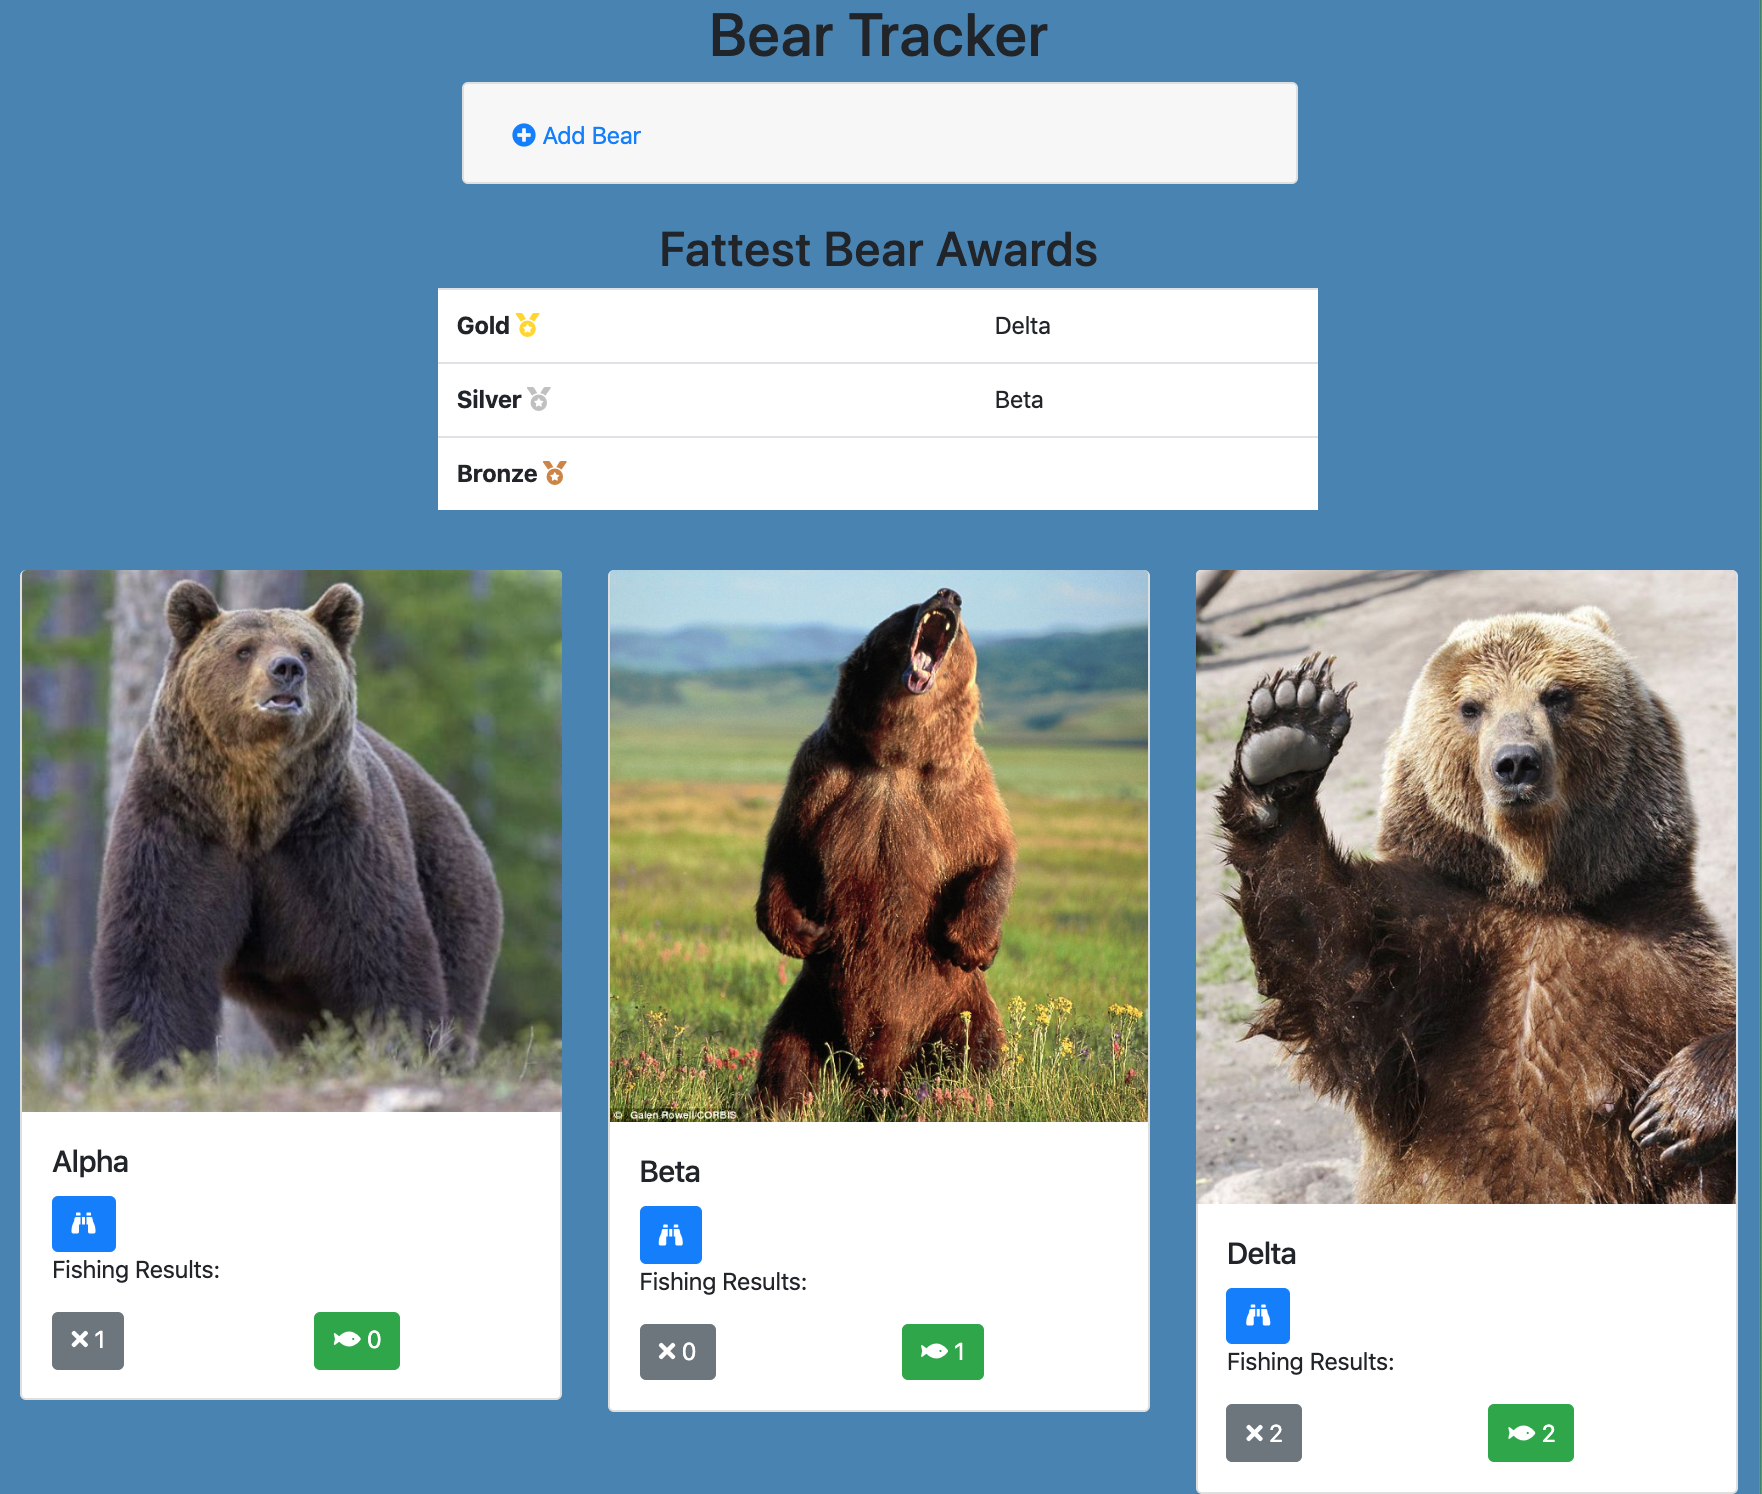 Bear Tracker
Add Bear
Fattest Bear Awards
Gold Delta
Silver Beta
Bronze
© Galen Rowell/CORBIS
Alpha
Fishing Results:
1 0
Beta
Fishing Results:
0 1
Delta
Fishing Results:
2 2